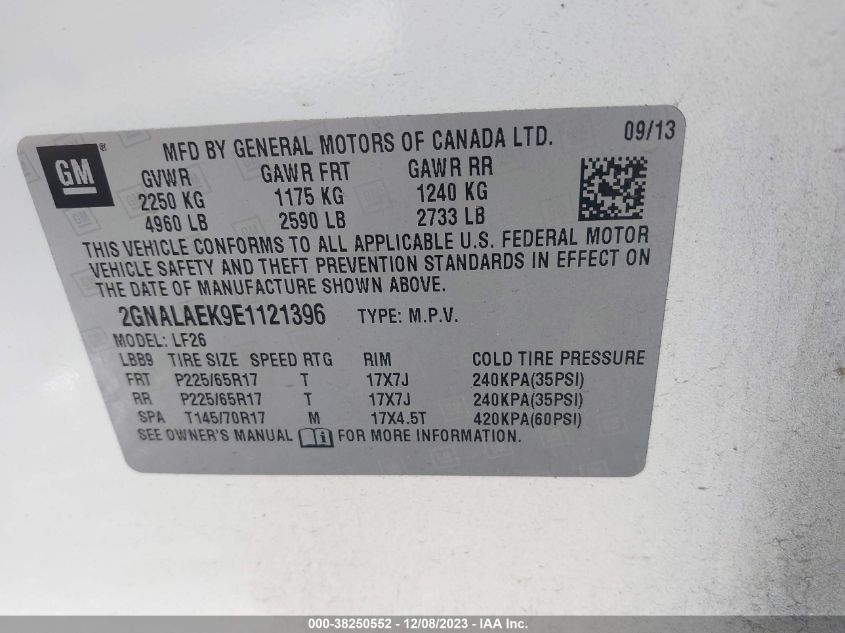 GM
MFD BY GENERAL MOTORS OF CANADA LTD. 09/13
GVWR GAWR FRT GAWR RR
2250 KG 1175 KG 1240 KG
4960 LB 2590 LB 2733 LB
THIS VEHICLE CONFORMS TO ALL APPLICABLE U.S. FEDERAL MOTOR
VEHICLE SAFETY AND THEFT PREVENTION STANDARDS IN EFFECT ON
THE DATE OF MANUFACTURE SHOWN ABOVE.
2GNALAEK9E1121396 TYPE: M.P.V.
MODEL: LF26
LBB9 TIRE SIZE SPEED RTG RIM COLD TIRE PRESSURE
FRT P225/65R17 T 17X7J 240KPA(35PSI)
RR P225/65R17 T 17X7J 240KPA(35PSI)
SPA T145/70R17 M 17X4.5T 420KPA(60PSI)
SEE OWNER'S MANUAL i FOR MORE INFORMATION.
000-38250552 - 12/08/2023 - IAA Inc.